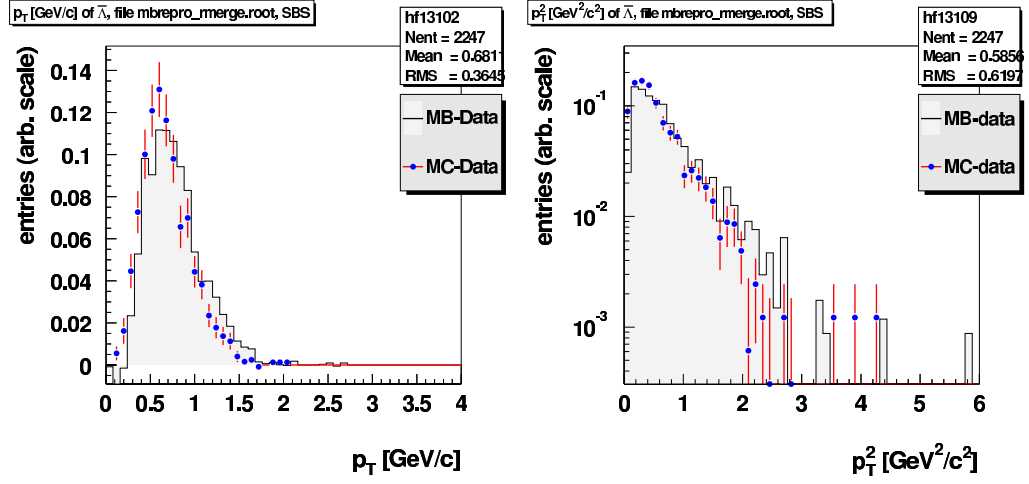 p_T [GeV/c] of Λ̅, file mbrepro_rmerge.root, SBS
hf13102
Nent = 2247
Mean = 0.6811
RMS = 0.3645
MB-Data
MC-Data
entries (arb. scale)
0.14
0.12
0.1
0.08
0.06
0.04
0.02
0
0 0.5 1 1.5 2 2.5 3 3.5 4
p_T [GeV/c]
p_T^2 [GeV^2/c^2] of Λ̅, file mbrepro_rmerge.root, SBS
hf13109
Nent = 2247
Mean = 0.5856
RMS = 0.6197
MB-data
MC-data
entries (arb. scale)
10^-1
10^-2
10^-3
0 1 2 3 4 5 6
p_T^2 [GeV^2/c^2]